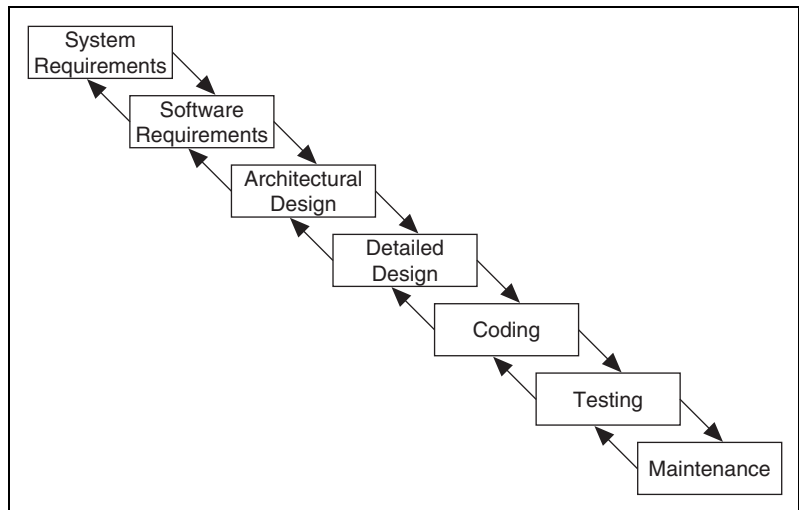 System
Requirements
Software
Requirements
Architectural
Design
Detailed
Design
Coding
Testing
Maintenance